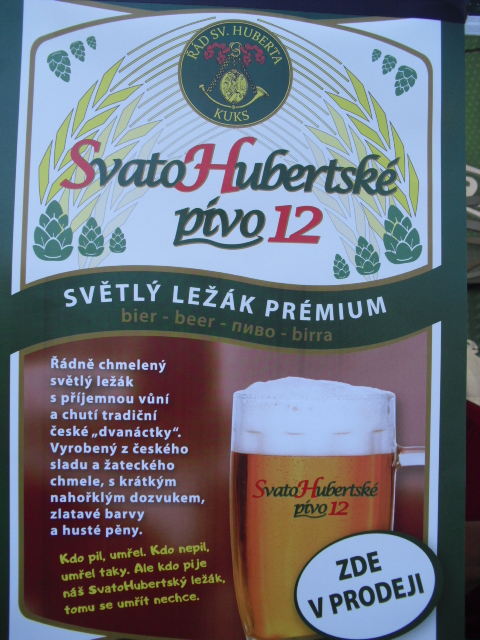 ŘÁD SV. HUBERTA
KUKS
SvatoHubertské
pivo 12
SVĚTLÝ LEŽÁK PRÉMIUM
bier - beer - пиво - birra
Řádně chmelený
světlý ležák
s příjemnou vůní
a chutí tradiční
české „dvanáctky“.
Vyrobený z českého
sladu a žateckého
chmele, s krátkým
nahořklým dozvukem,
zlatavé barvy
a husté pěny.
Kdo pil, umřel. Kdo nepil,
umřel taky. Ale kdo pije
náš SvatoHubertský ležák,
tomu se umřít nechce.
SvatoHubertské
pivo 12
ZDE
V PRODEJI